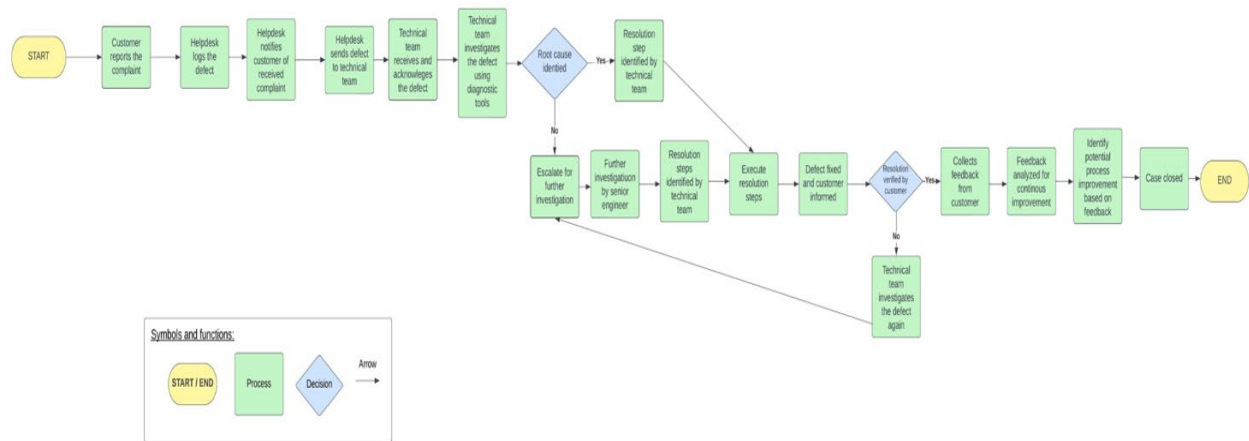 START
Customer
reports the
complaint
Helpdesk
logs the
defect
Helpdesk
notifies
customer of
received
complaint
Helpdesk
sends defect
to technical
team
Technical
team
receives and
acknowleges
the defect
Technical
team
investigates
the defect
using
diagnostic
tools
Root cause
identied
Yes
Resolution
step
identified by
technical
team
No
Escalate for
further
investigation
Further
investigatiuon
by senior
engineer
Resolution
steps
identified by
technical
team
Execute
resolution
steps
Defect fixed
and customer
informed
Resolution
verified by
customer
Yes
Collects
feedback
from
customer
Feedback
analyzed for
continous
improvement
Identify
potential
process
improvement
based on
feedback
Case closed
END
No
Technical
team
investigates
the defect
again
Symbols and functions:
START / END
Process
Decision
Arrow